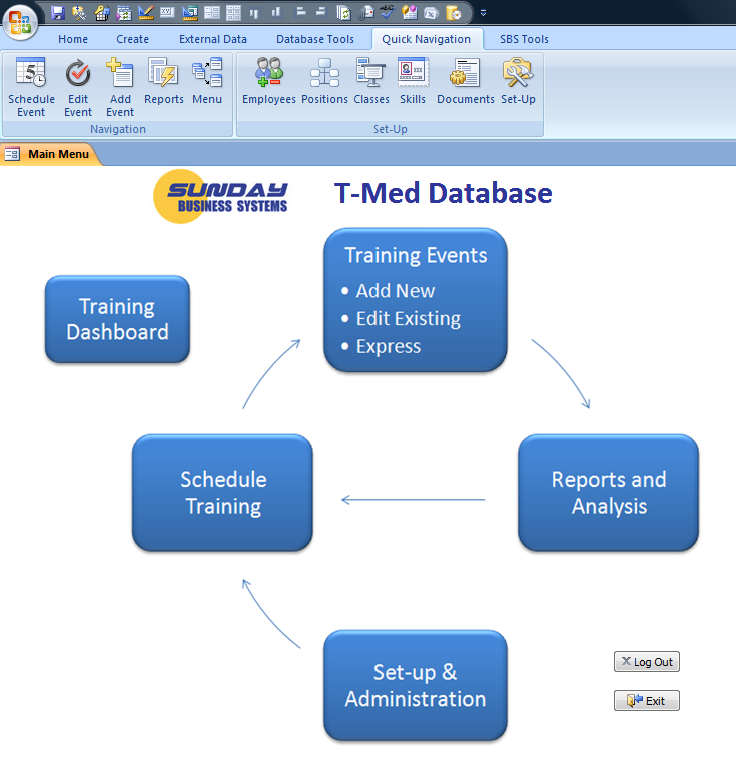 Home Create External Data Database Tools Quick Navigation SBS Tools
Schedule Event
Edit Event
Add Event
Reports
Menu
Employees
Positions
Classes
Skills
Documents
Set-Up
Navigation
Set-Up
Main Menu
SUNDAY
BUSINESS SYSTEMS
T-Med Database
Training Events
• Add New
• Edit Existing
• Express
Training
Dashboard
Schedule
Training
Reports and
Analysis
Set-up &
Administration
Log Out
Exit